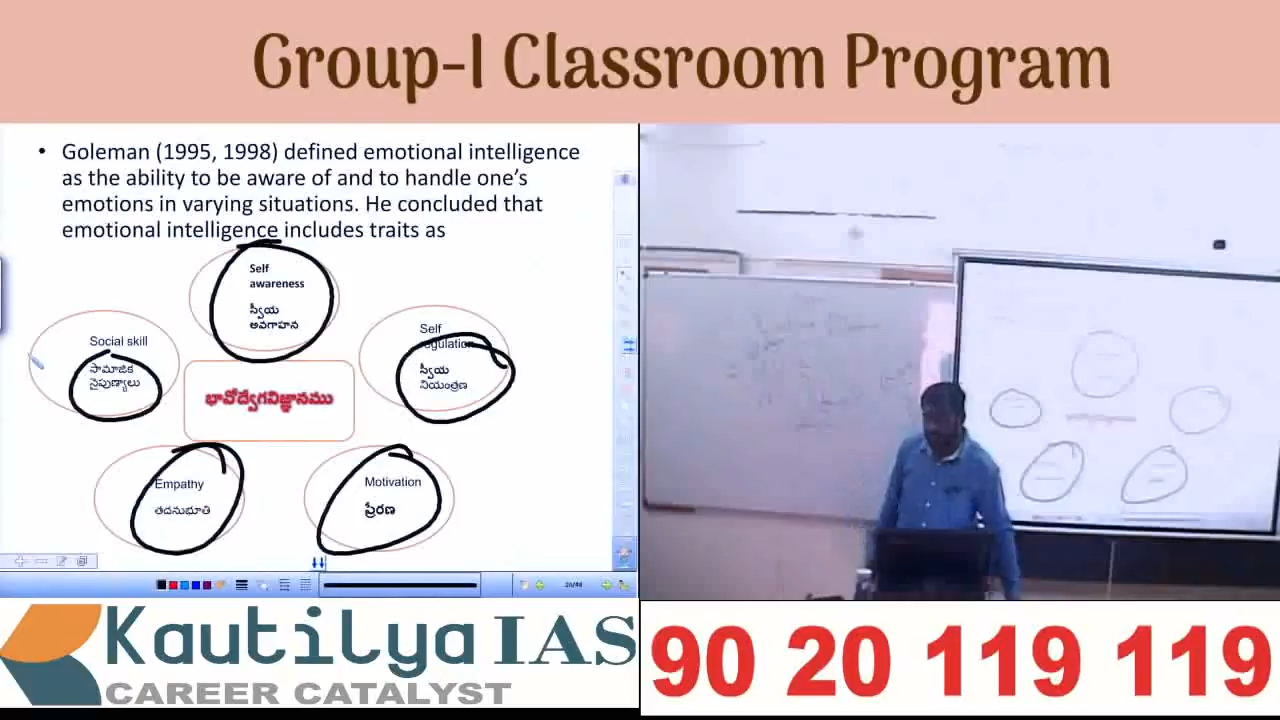 Group-I Classroom Program
• Goleman (1995, 1998) defined emotional intelligence
as the ability to be aware of and to handle one's
emotions in varying situations. He concluded that
emotional intelligence includes traits as
Self
awareness
స్వీయ
అవగాహన
Social skill
సామాజిక
నైపుణ్యాలు
Self
regulation
స్వీయ
నియంత్రణ
భావోద్వేగవిజ్ఞానము
Empathy
తదనుభూతి
Motivation
ప్రేరణ
Kautilya IAS
CAREER CATALYST
90 20 119 119